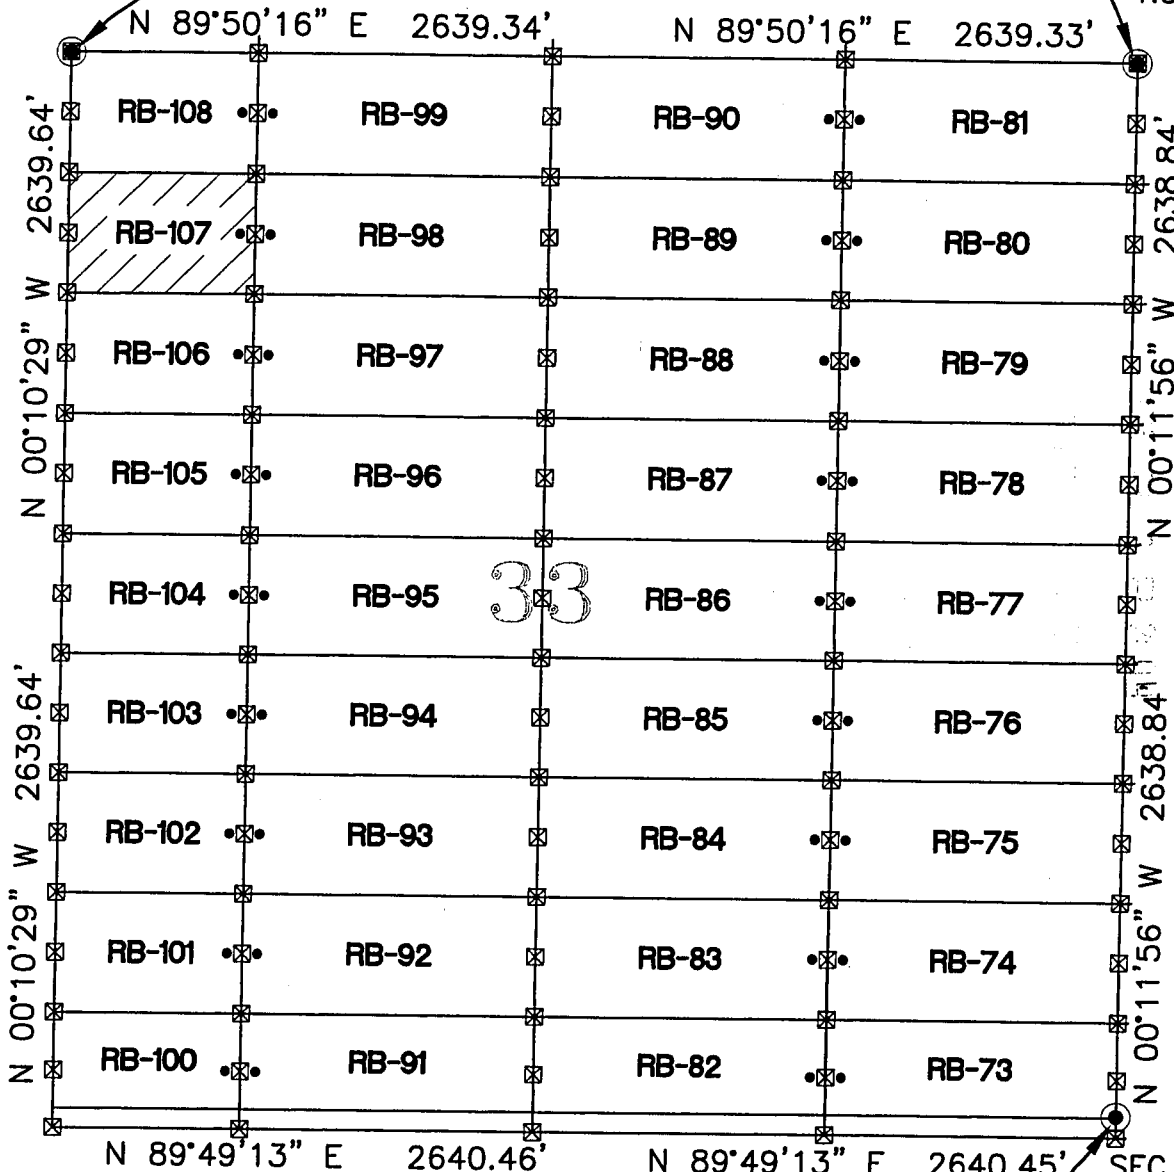 N 89°50'16" E 2639.34' N 89°50'16" E 2639.33'
RB-108 RB-99 RB-90 RB-81
RB-107 RB-98 RB-89 RB-80
RB-106 RB-97 RB-88 RB-79
RB-105 RB-96 RB-87 RB-78
RB-104 RB-95 33 RB-86 RB-77
RB-103 RB-94 RB-85 RB-76
RB-102 RB-93 RB-84 RB-75
RB-101 RB-92 RB-83 RB-74
RB-100 RB-91 RB-82 RB-73
N 89°49'13" E 2640.46' N 89°49'13" E 2640.45' SEC
N 00°10'29" W 2639.64'
N 00°10'29" W 2639.64'
N 00°11'56" W 2638.84'
N 00°11'56" W 2638.84'